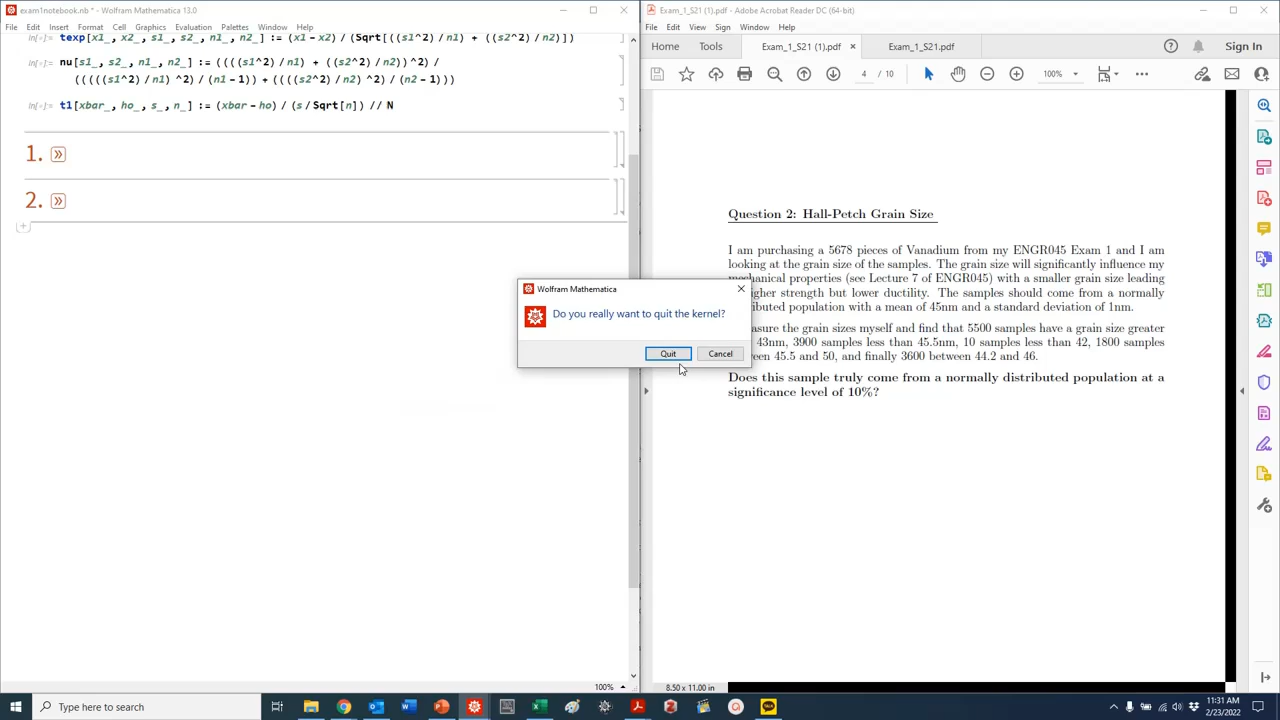 exam1notebook.nb * - Wolfram Mathematica 13.0
File Edit Insert Format Cell Graphics Evaluation Palettes Window Help
texp[x1_, x2_, s1_, s2_, n1_, n2_] := (x1 - x2) / (Sqrt[((s1^2) / n1) + ((s2^2) / n2)])
nu[s1_, s2_, n1_, n2_] := ((((s1^2) / n1) + ((s2^2) / n2))^2) /
(((((s1^2) / n1) ^2) / (n1 - 1)) + ((((s2^2) / n2) ^2) / (n2 - 1)))
t1[xbar_, ho_, s_, n_] := (xbar - ho) / (s / Sqrt[n]) // N
1. »
2. »
100%
Wolfram Mathematica
Do you really want to quit the kernel?
Quit Cancel
Exam_1_S21 (1).pdf - Adobe Acrobat Reader DC (64-bit)
File Edit View Sign Window Help
Home Tools Exam_1_S21 (1).pdf × Exam_1_S21.pdf Sign In
4 / 10 100%
Question 2: Hall-Petch Grain Size
I am purchasing a 5678 pieces of Vanadium from my ENGR045 Exam 1 and I am
looking at the grain size of the samples. The grain size will significantly influence my
mechanical properties (see Lecture 7 of ENGR045) with a smaller grain size leading
higher strength but lower ductility. The samples should come from a normally
population with a mean of 45nm and a standard deviation of 1nm.
the grain sizes myself and find that 5500 samples have a grain size greater
43nm, 3900 samples less than 45.5nm, 10 samples less than 42, 1800 samples
45.5 and 50, and finally 3600 between 44.2 and 46.
Does this sample truly come from a normally distributed population at a
significance level of 10%?
8.50 x 11.00 in
Type here to search
11:31 AM
2/23/2022